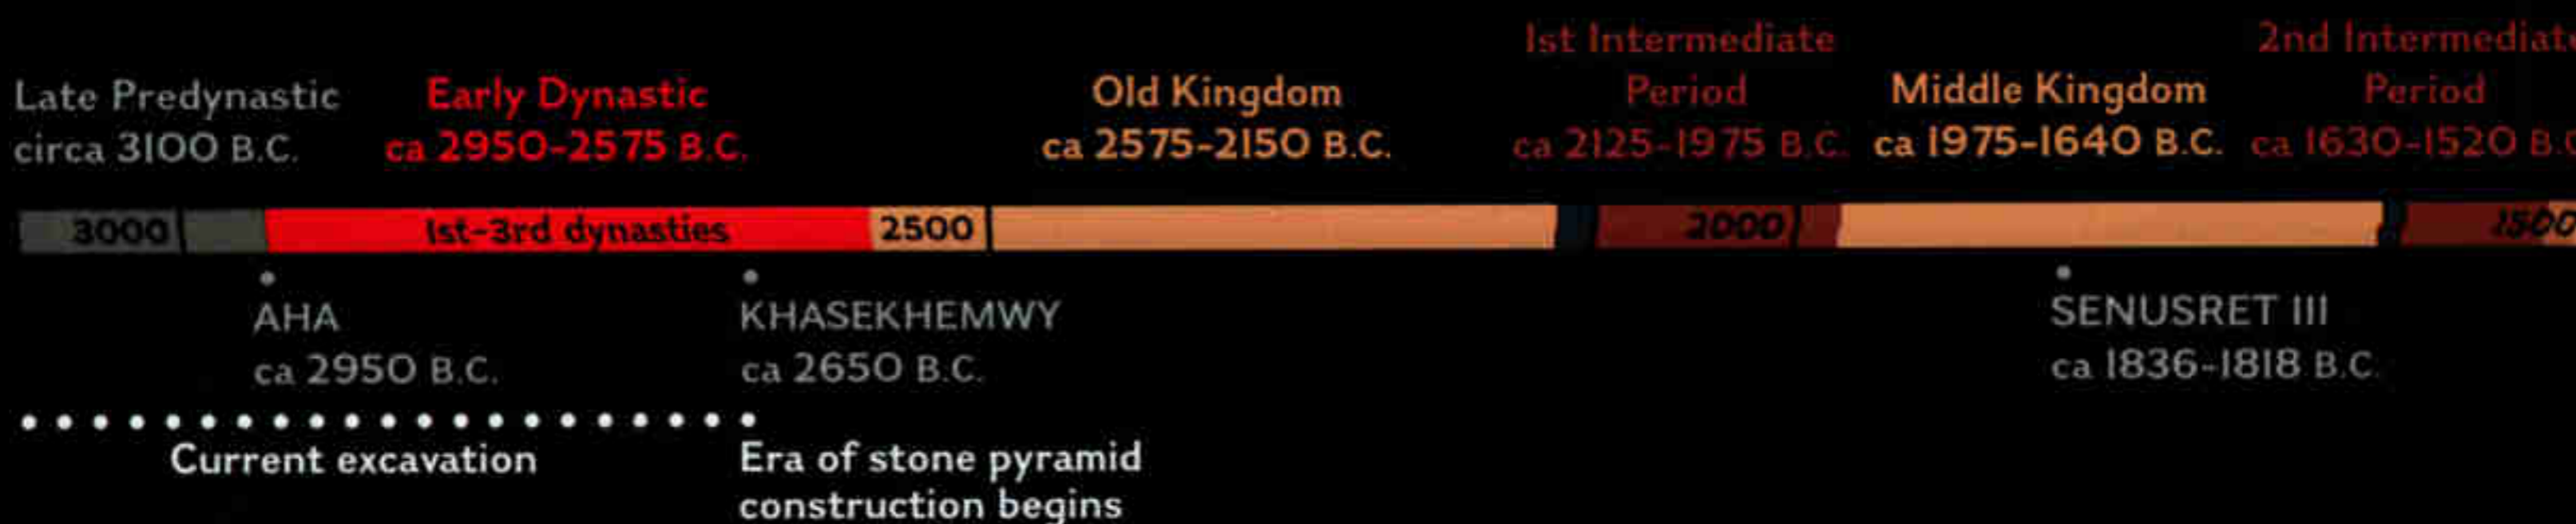 1st Intermediate
2nd Intermediate
Late Predynastic
Early Dynastic
Old Kingdom
Period
Middle Kingdom
Period
circa 3100 B.C.
ca 2950-2575 B.C.
ca 2575-2150 B.C.
ca 2125-1975 B.C.
ca 1975-1640 B.C.
ca 1630-1520 B.C
3000
1st-3rd dynasties
2500
2000
1500
AHA
KHASEKHEMWY
SENUSRET III
ca 2950 B.C.
ca 2650 B.C.
ca 1836-1818 B.C.
Current excavation
Era of stone pyramid
construction begins